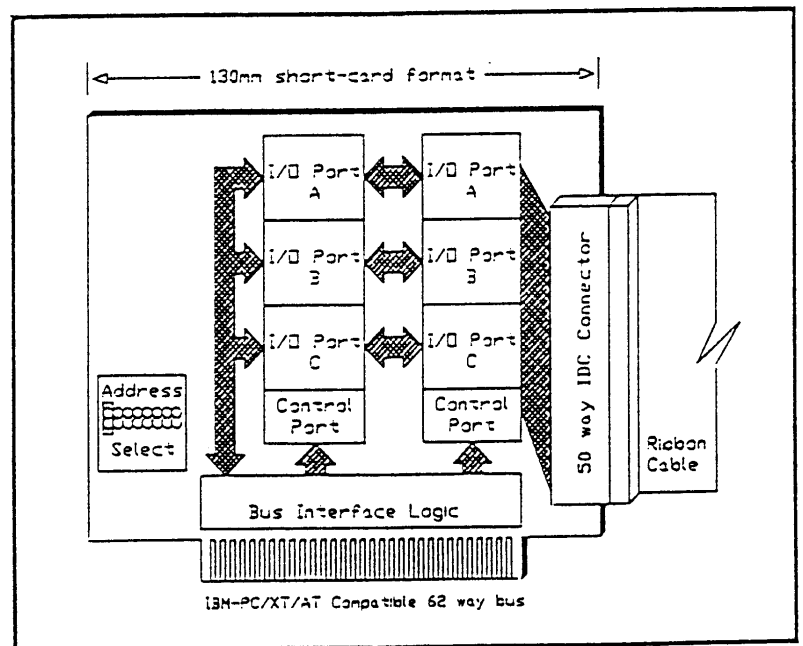 130mm short-card format
I/O Port
A
I/O Port
A
I/O Port
B
I/O Port
B
I/O Port
C
I/O Port
C
Control
Port
Control
Port
Address
Select
50 way IDC Connector
Ribbon
Cable
Bus Interface Logic
IBM-PC/XT/AT Compatible 62 way bus